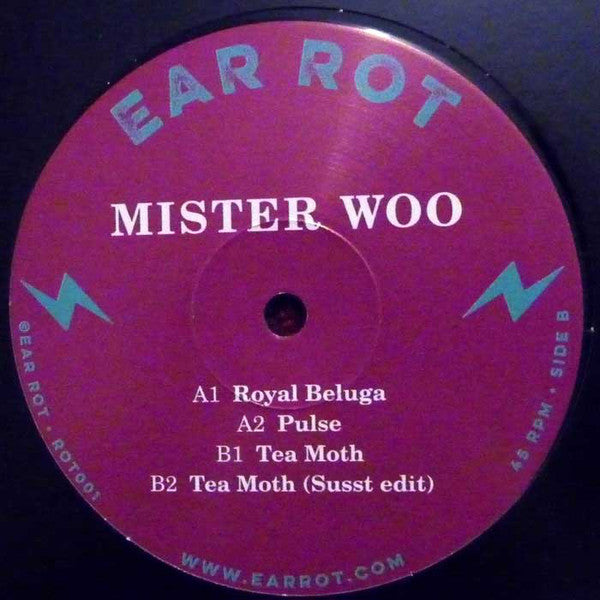 EAR ROT
MISTER WOO
A1 Royal Beluga
A2 Pulse
B1 Tea Moth
B2 Tea Moth (Susst edit)
®EAR ROT • ROT001
45 RPM • SIDE B
WWW.EARROT.COM